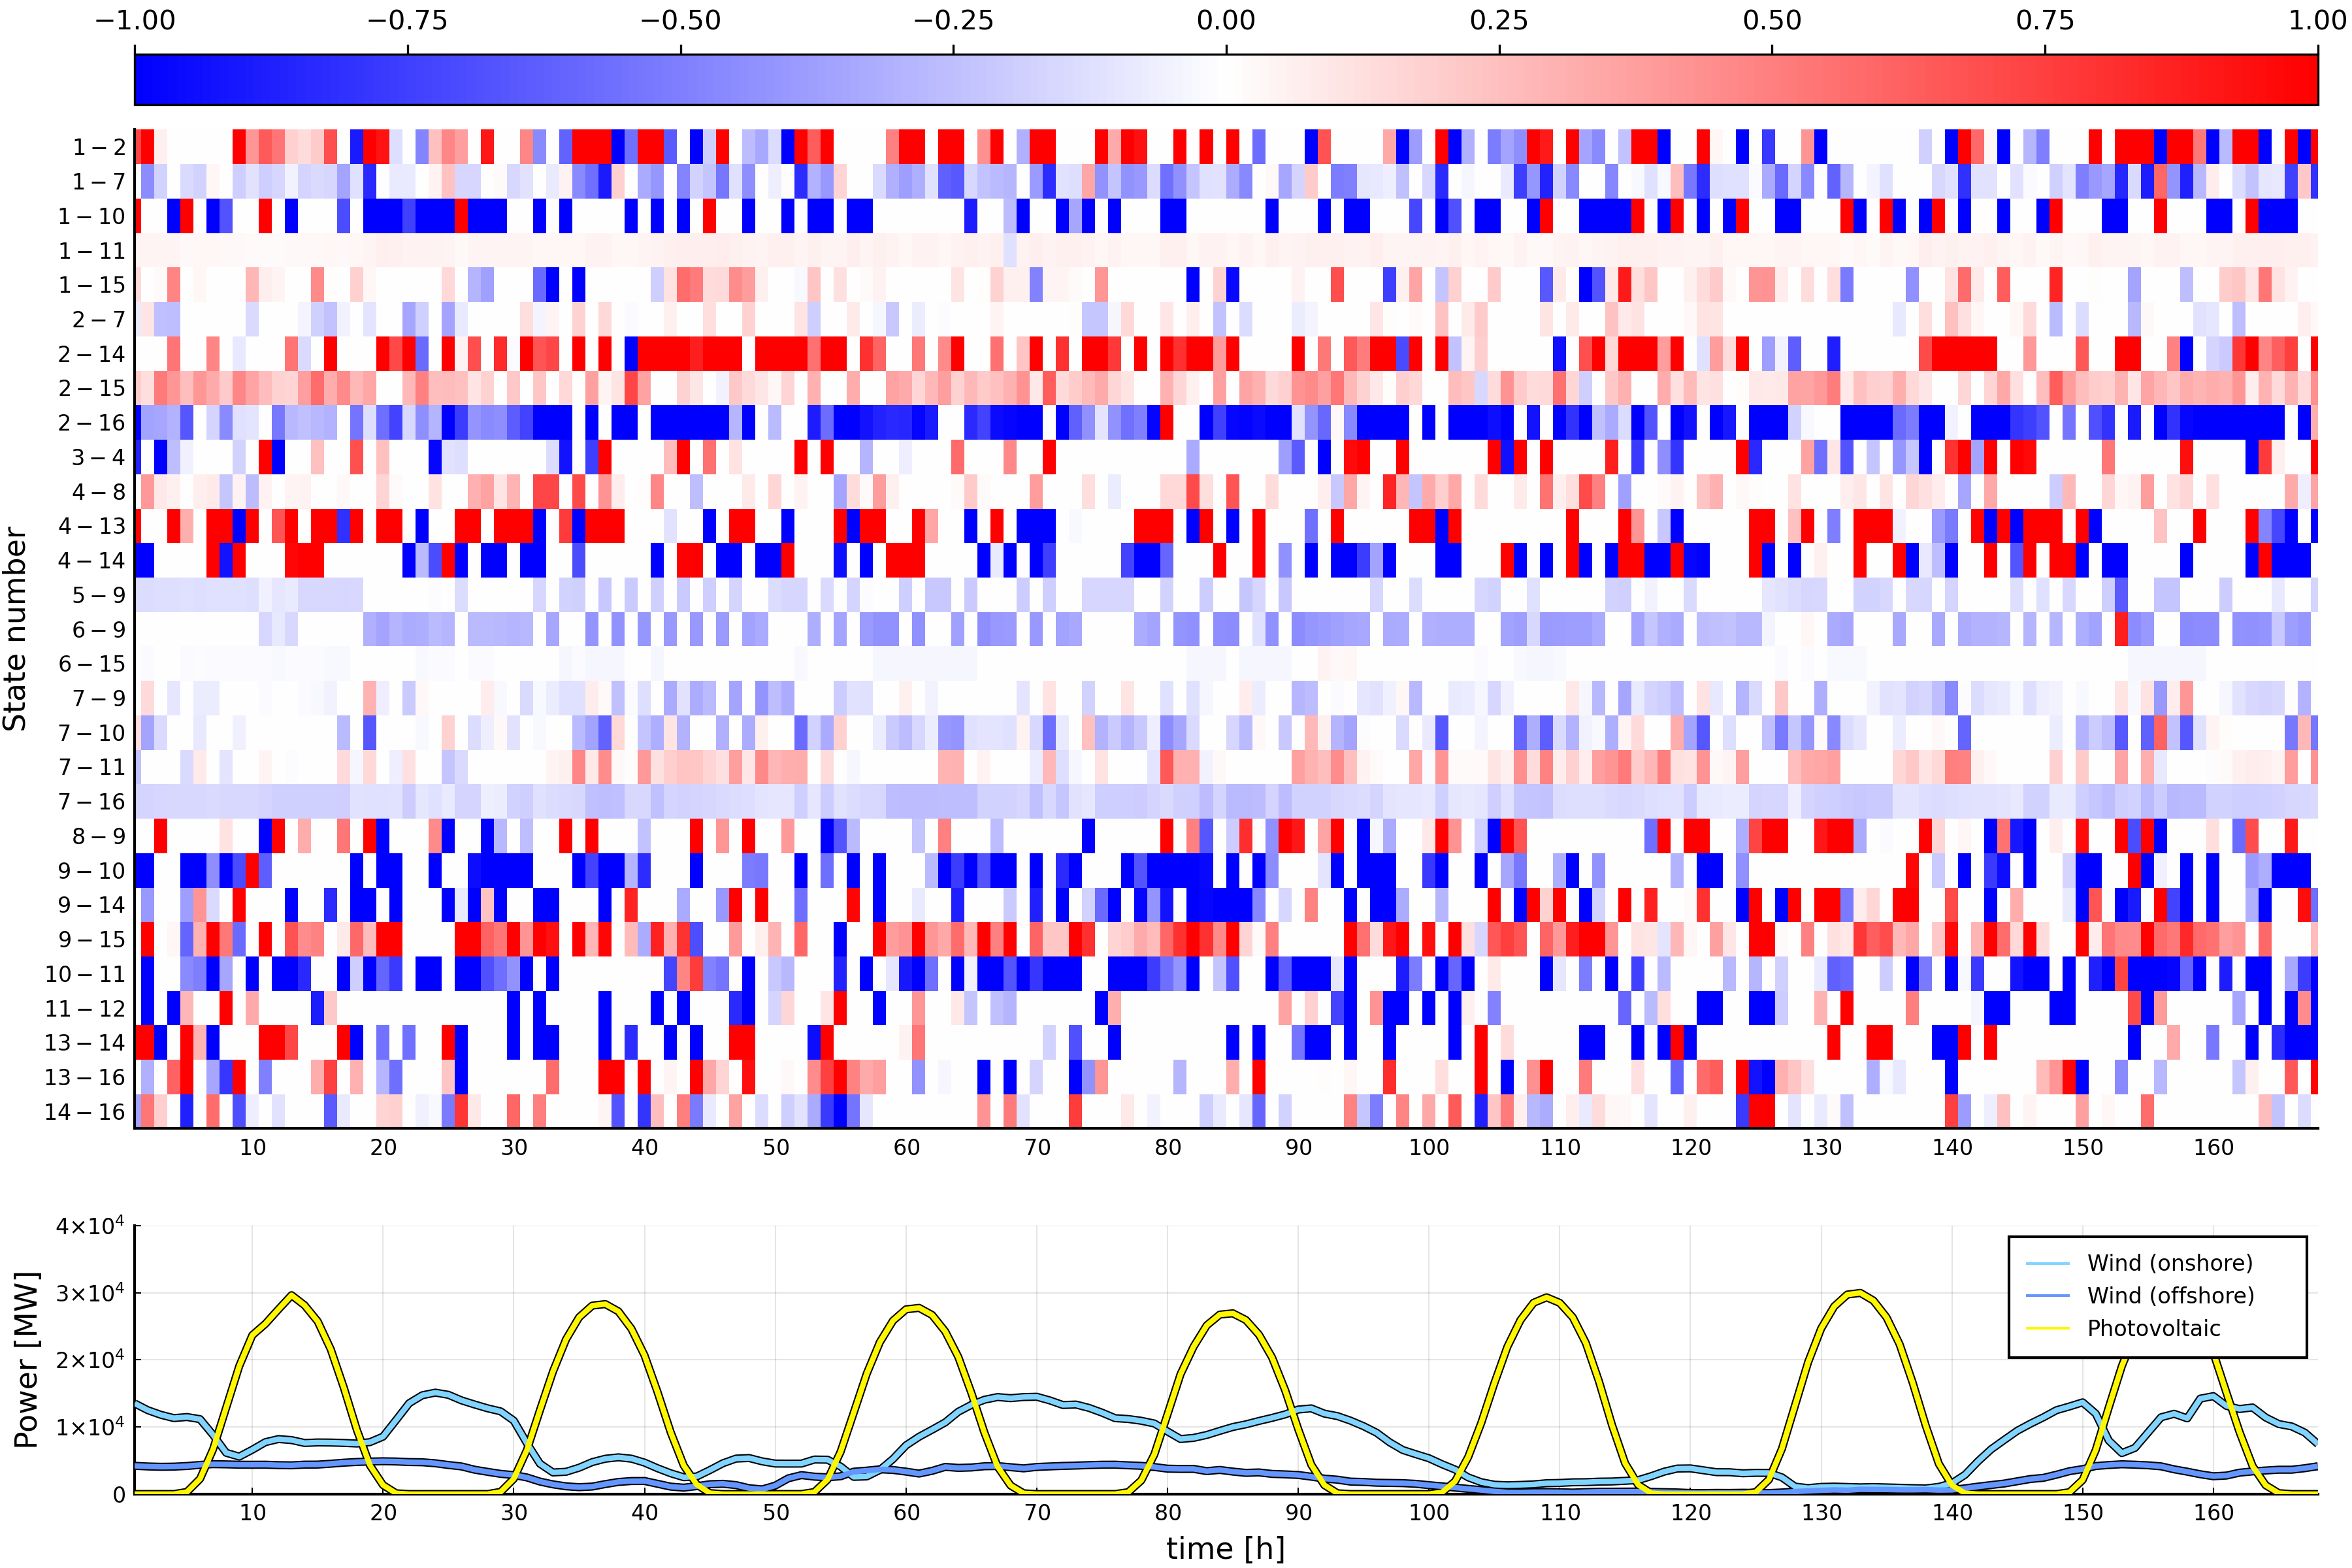 −1.00 −0.75 −0.50 −0.25 0.00 0.25 0.50 0.75 1.00
State number
1 − 2
1 − 7
1 − 10
1 − 11
1 − 15
2 − 7
2 − 14
2 − 15
2 − 16
3 − 4
4 − 8
4 − 13
4 − 14
5 − 9
6 − 9
6 − 15
7 − 9
7 − 10
7 − 11
7 − 16
8 − 9
9 − 10
9 − 14
9 − 15
10 − 11
11 − 12
13 − 14
13 − 16
14 − 16
10 20 30 40 50 60 70 80 90 100 110 120 130 140 150 160
Power [MW]
4×10⁴
3×10⁴
2×10⁴
1×10⁴
0
Wind (onshore)
Wind (offshore)
Photovoltaic
10 20 30 40 50 60 70 80 90 100 110 120 130 140 150 160
time [h]